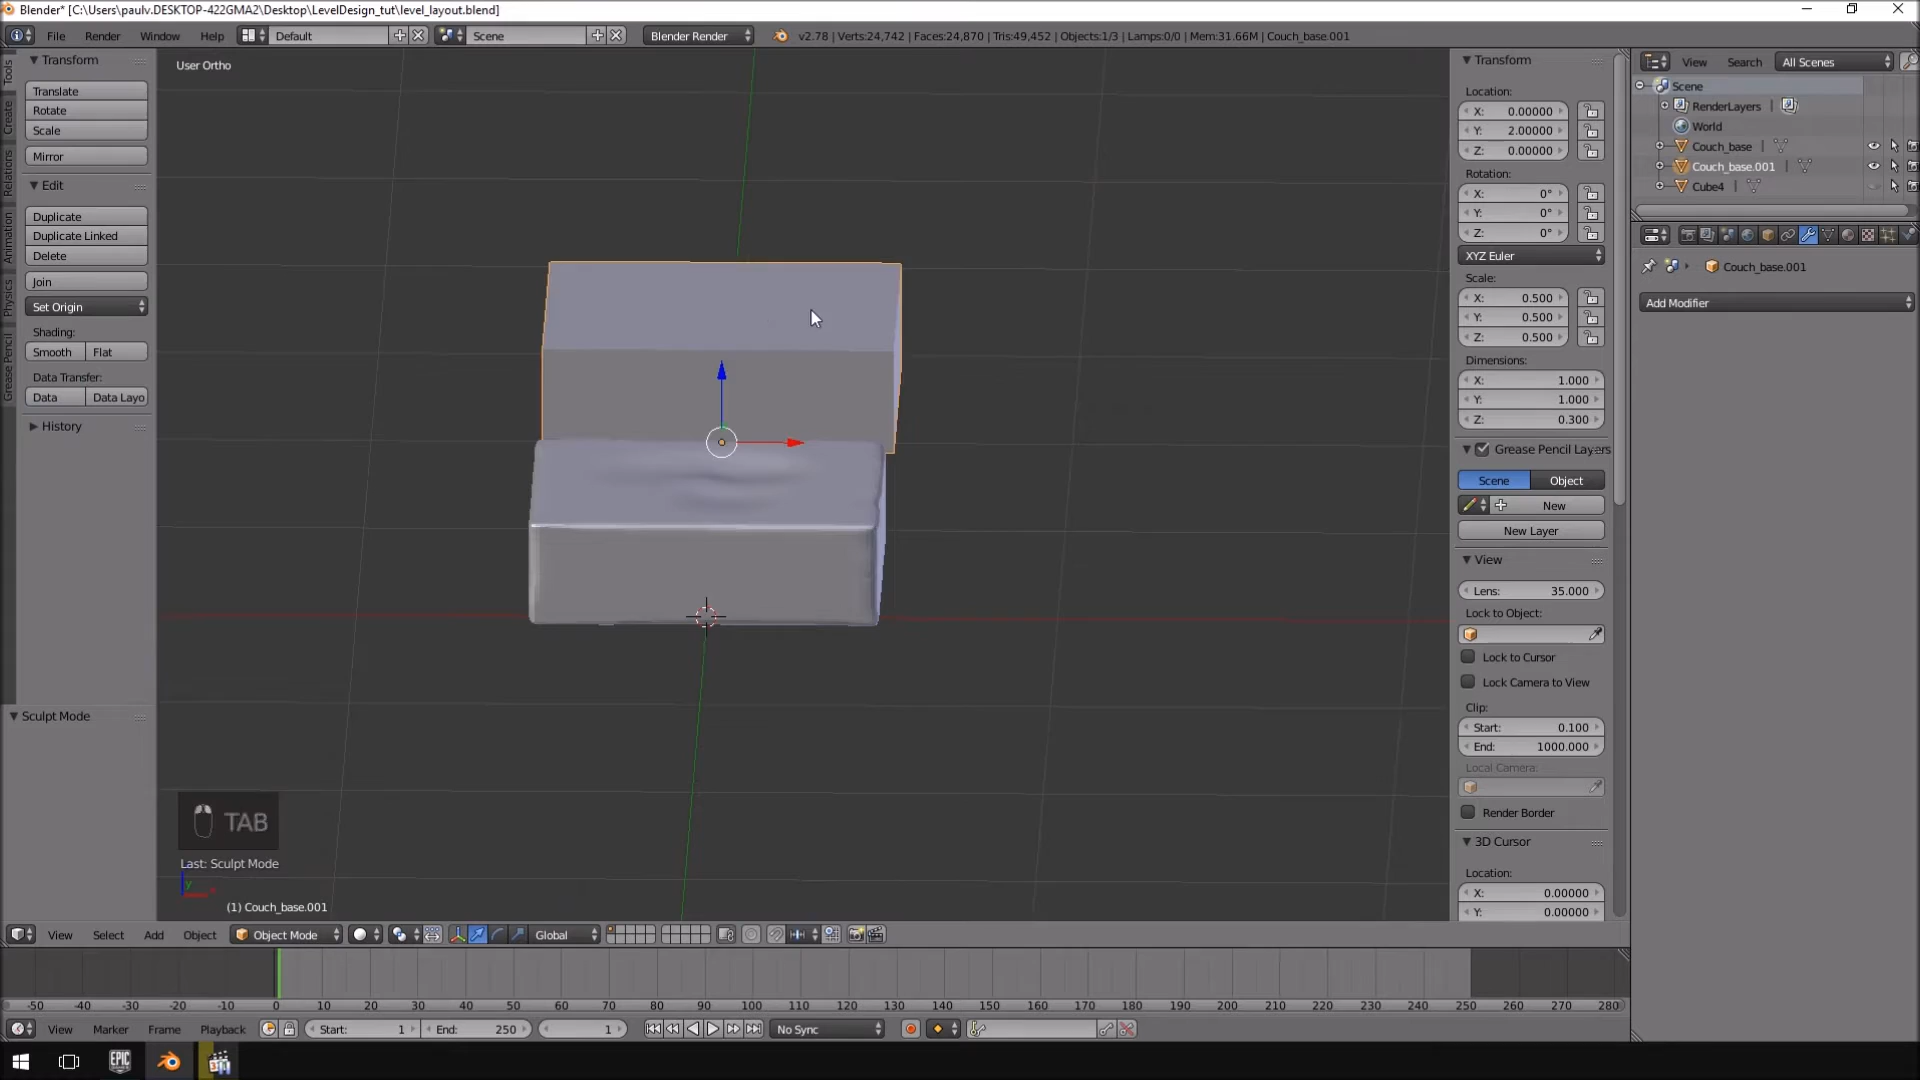 Blender* [C:\Users\paulv.DESKTOP-422GMA2\Desktop\LevelDesign_tut\level_layout.blend]
File Render Window Help Default Scene Blender Render v2.78 | Verts:24,742 | Faces:24,870 | Tris:49,452 | Objects:1/3 | Lamps:0/0 | Mem:31.66M | Couch_base.001
Tools
Create
Relations
Animation
Physics
Grease Pencil
Transform
Translate
Rotate
Scale
Mirror
Edit
Duplicate
Duplicate Linked
Delete
Join
Set Origin
Shading:
Smooth Flat
Data Transfer:
Data Data Layo
History
Sculpt Mode
User Ortho
TAB
Last: Sculpt Mode
y
(1) Couch_base.001
Transform
Location:
X: 0.00000
Y: 2.00000
Z: 0.00000
Rotation:
X: 0°
Y: 0°
Z: 0°
XYZ Euler
Scale:
X: 0.500
Y: 0.500
Z: 0.500
Dimensions:
X: 1.000
Y: 1.000
Z: 0.300
Grease Pencil Layers
Scene Object
New
New Layer
View
Lens: 35.000
Lock to Object:
Lock to Cursor
Lock Camera to View
Clip:
Start: 0.100
End: 1000.000
Local Camera:
Render Border
3D Cursor
Location:
X: 0.00000
Y: 0.00000
View Search All Scenes
Scene
RenderLayers |
World
Couch_base |
Couch_base.001 |
Cube4 |
Couch_base.001
Add Modifier
View Select Add Object Object Mode Global
-50 -40 -30 -20 -10 0 10 20 30 40 50 60 70 80 90 100 110 120 130 140 150 160 170 180 190 200 210 220 230 240 250 260 270 280
View Marker Frame Playback Start: 1 End: 250 1 No Sync
EPIC